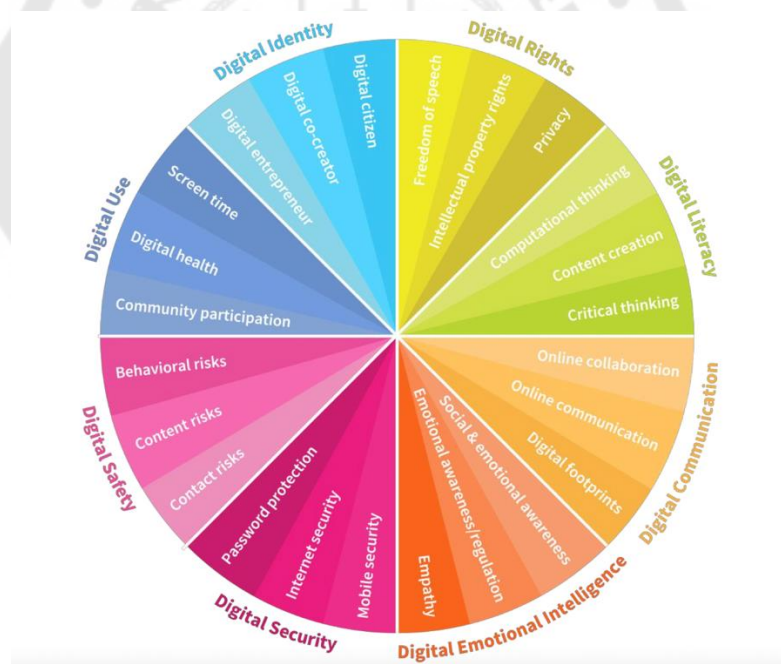 Digital Identity
Digital entrepreneur
Digital co-creator
Digital citizen
Digital Rights
Freedom of speech
Intellectual property rights
Privacy
Digital Literacy
Computational thinking
Content creation
Critical thinking
Digital Communication
Online collaboration
Online communication
Digital footprints
Digital Emotional Intelligence
Social & emotional awareness
Emotional awareness/regulation
Empathy
Digital Security
Mobile security
Internet security
Password protection
Digital Safety
Contact risks
Content risks
Behavioral risks
Digital Use
Community participation
Digital health
Screen time